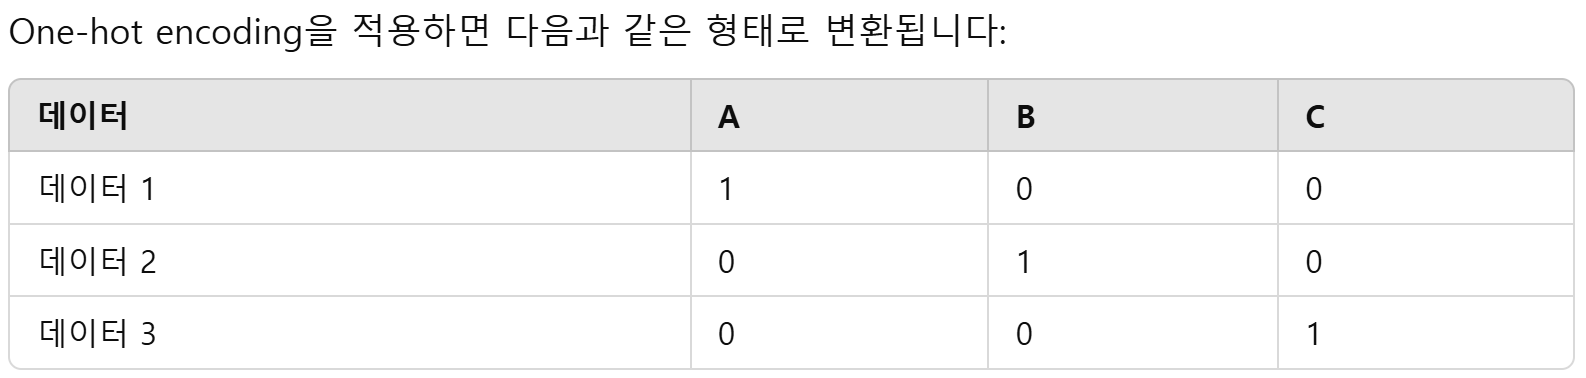 One-hot encoding을 적용하면 다음과 같은 형태로 변환됩니다:
데이터 A B C
데이터 1 1 0 0
데이터 2 0 1 0
데이터 3 0 0 1